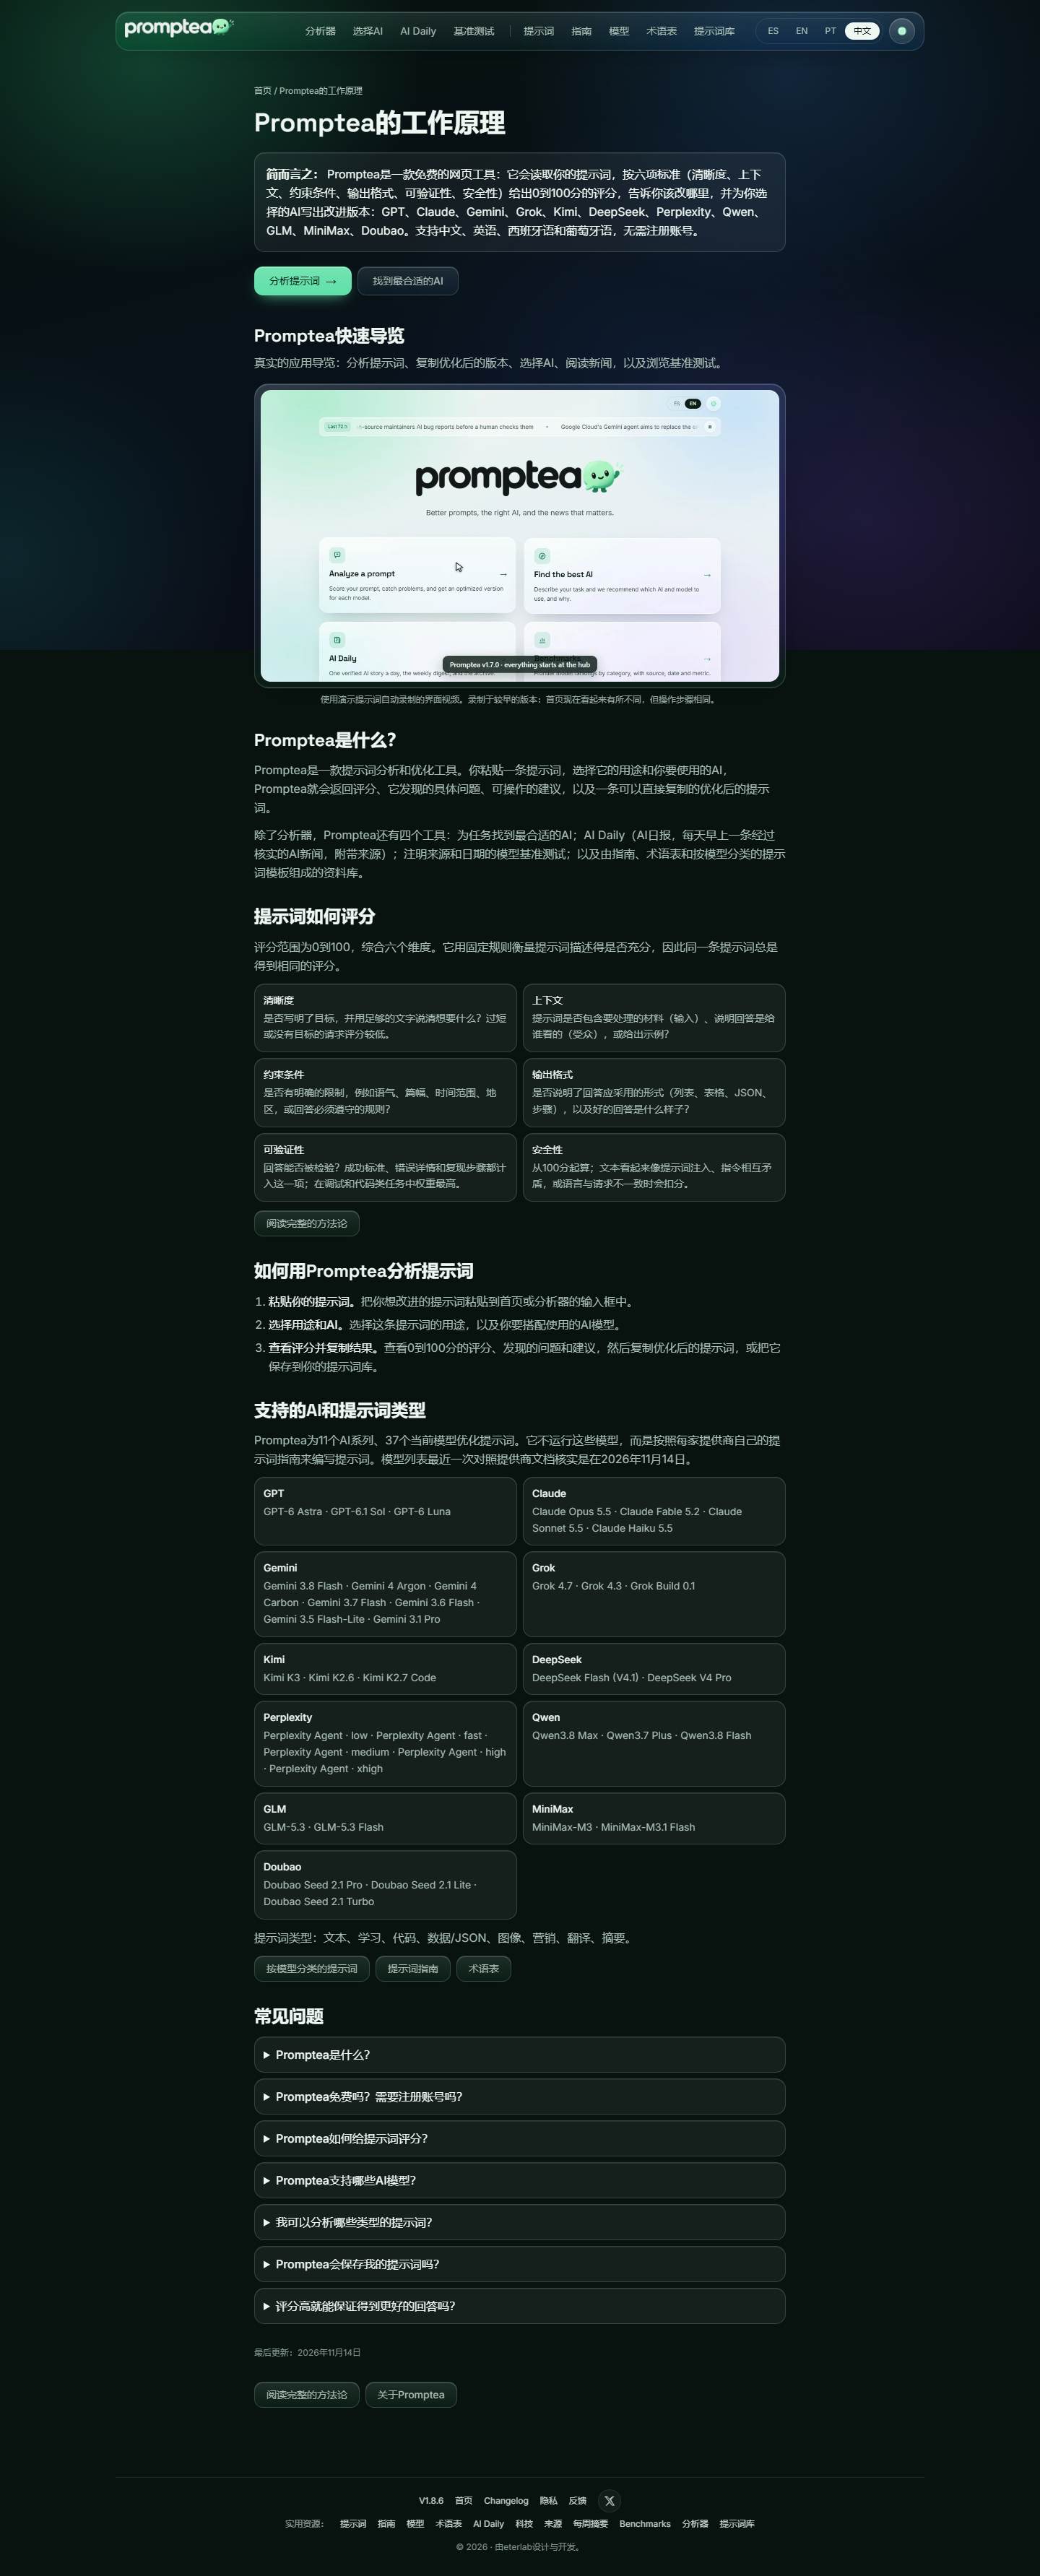 promptea
分析器 选择AI AI Daily 基准测试 提示词 指南 模型 术语表 提示词库 ES EN PT 中文
首页 / Promptea的工作原理
Promptea的工作原理
简而言之： Promptea是一款免费的网页工具：它会读取你的提示词，按六项标准（清晰度、上下
文、约束条件、输出格式、可验证性、安全性）给出0到100分的评分，告诉你该改哪里，并为你选
择的AI写出改进版本：GPT、Claude、Gemini、Grok、Kimi、DeepSeek、Perplexity、Qwen、
GLM、MiniMax、Doubao。支持中文、英语、西班牙语和葡萄牙语，无需注册账号。
分析提示词 → 找到最合适的AI
Promptea快速导览
真实的应用导览：分析提示词、复制优化后的版本、选择AI、阅读新闻，以及浏览基准测试。
ES EN
Last 72 h -source maintainers AI bug reports before a human checks them • Google Cloud's Gemini agent aims to replace the
promptea
Better prompts, the right AI, and the news that matters.
Analyze a prompt →
Score your prompt, catch problems, and get an optimized version
for each model.
Find the best AI →
Describe your task and we recommend which AI and model to
use, and why.
AI Daily
One verified AI story a day, the weekly digest, and the archive.
→
model rankings by category, with source, date and metric.
Promptea v1.7.0 · everything starts at the hub
使用演示提示词自动录制的界面视频。录制于较早的版本：首页现在看起来有所不同，但操作步骤相同。
Promptea是什么？
Promptea是一款提示词分析和优化工具。你粘贴一条提示词，选择它的用途和你要使用的AI，
Promptea就会返回评分、它发现的具体问题、可操作的建议，以及一条可以直接复制的优化后的提示
词。
除了分析器，Promptea还有四个工具：为任务找到最合适的AI；AI Daily（AI日报，每天早上一条经过
核实的AI新闻，附带来源）；注明来源和日期的模型基准测试；以及由指南、术语表和按模型分类的提示
词模板组成的资料库。
提示词如何评分
评分范围为0到100，综合六个维度。它用固定规则衡量提示词描述得是否充分，因此同一条提示词总是
得到相同的评分。
清晰度
是否写明了目标，并用足够的文字说清想要什么？过短
或没有目标的请求评分较低。
上下文
提示词是否包含要处理的材料（输入）、说明回答是给
谁看的（受众），或给出示例？
约束条件
是否有明确的限制，例如语气、篇幅、时间范围、地
区，或回答必须遵守的规则？
输出格式
是否说明了回答应采用的形式（列表、表格、JSON、
步骤），以及好的回答是什么样子？
可验证性
回答能否被检验？成功标准、错误详情和复现步骤都计
入这一项；在调试和代码类任务中权重最高。
安全性
从100分起算；文本看起来像提示词注入、指令相互矛
盾，或语言与请求不一致时会扣分。
阅读完整的方法论
如何用Promptea分析提示词
1. 粘贴你的提示词。把你想改进的提示词粘贴到首页或分析器的输入框中。
2. 选择用途和AI。选择这条提示词的用途，以及你要搭配使用的AI模型。
3. 查看评分并复制结果。查看0到100分的评分、发现的问题和建议，然后复制优化后的提示词，或把它
保存到你的提示词库。
支持的AI和提示词类型
Promptea为11个AI系列、37个当前模型优化提示词。它不运行这些模型，而是按照每家提供商自己的提
示词指南来编写提示词。模型列表最近一次对照提供商文档核实是在2026年11月14日。
GPT
GPT-6 Astra · GPT-6.1 Sol · GPT-6 Luna
Claude
Claude Opus 5.5 · Claude Fable 5.2 · Claude
Sonnet 5.5 · Claude Haiku 5.5
Gemini
Gemini 3.8 Flash · Gemini 4 Argon · Gemini 4
Carbon · Gemini 3.7 Flash · Gemini 3.6 Flash ·
Gemini 3.5 Flash-Lite · Gemini 3.1 Pro
Grok
Grok 4.7 · Grok 4.3 · Grok Build 0.1
Kimi
Kimi K3 · Kimi K2.6 · Kimi K2.7 Code
DeepSeek
DeepSeek Flash (V4.1) · DeepSeek V4 Pro
Perplexity
Perplexity Agent · low · Perplexity Agent · fast ·
Perplexity Agent · medium · Perplexity Agent · high
· Perplexity Agent · xhigh
Qwen
Qwen3.8 Max · Qwen3.7 Plus · Qwen3.8 Flash
GLM
GLM-5.3 · GLM-5.3 Flash
MiniMax
MiniMax-M3 · MiniMax-M3.1 Flash
Doubao
Doubao Seed 2.1 Pro · Doubao Seed 2.1 Lite ·
Doubao Seed 2.1 Turbo
提示词类型：文本、学习、代码、数据/JSON、图像、营销、翻译、摘要。
按模型分类的提示词 提示词指南 术语表
常见问题
▶ Promptea是什么？
▶ Promptea免费吗？需要注册账号吗？
▶ Promptea如何给提示词评分？
▶ Promptea支持哪些AI模型？
▶ 我可以分析哪些类型的提示词？
▶ Promptea会保存我的提示词吗？
▶ 评分高就能保证得到更好的回答吗？
最后更新：2026年11月14日
阅读完整的方法论 关于Promptea
V1.8.6 首页 Changelog 隐私 反馈
实用资源： 提示词 指南 模型 术语表 AI Daily 科技 来源 每周摘要 Benchmarks 分析器 提示词库
© 2026 · 由eterlab设计与开发。